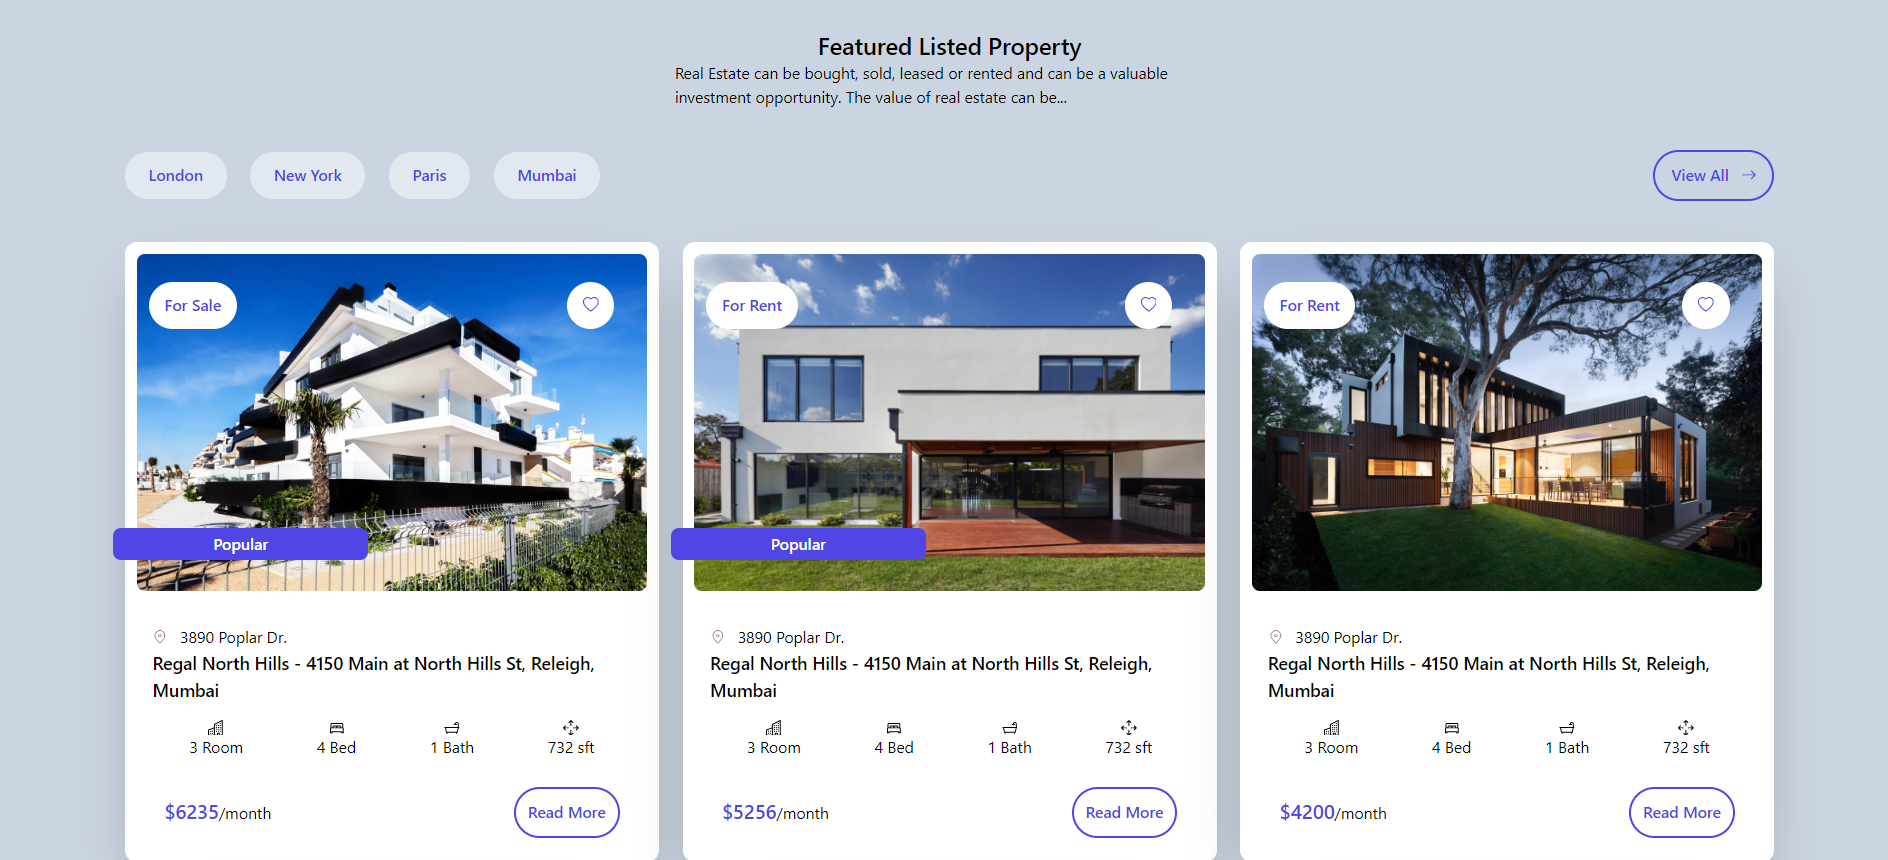 Featured Listed Property
Real Estate can be bought, sold, leased or rented and can be a valuable
investment opportunity. The value of real estate can be...
London
New York
Paris
Mumbai
View All
For Sale
Popular
3890 Poplar Dr.
Regal North Hills - 4150 Main at North Hills St, Releigh,
Mumbai
3 Room
4 Bed
1 Bath
732 sft
$6235/month
Read More
For Rent
Popular
3890 Poplar Dr.
Regal North Hills - 4150 Main at North Hills St, Releigh,
Mumbai
3 Room
4 Bed
1 Bath
732 sft
$5256/month
Read More
For Rent
3890 Poplar Dr.
Regal North Hills - 4150 Main at North Hills St, Releigh,
Mumbai
3 Room
4 Bed
1 Bath
732 sft
$4200/month
Read More